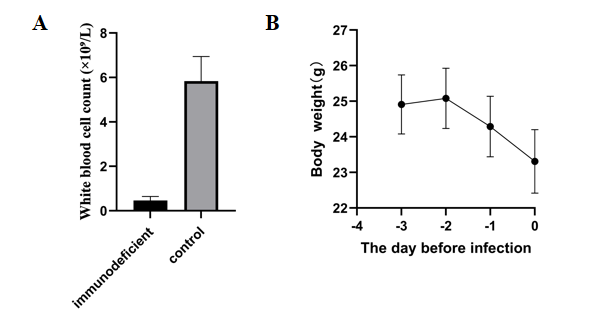 A
White blood cell count (×10⁹/L)
8
6
4
2
0
immunodeficient
control
B
Body weight(g)
27
26
25
24
23
22
-4 -3 -2 -1 0
The day before infection